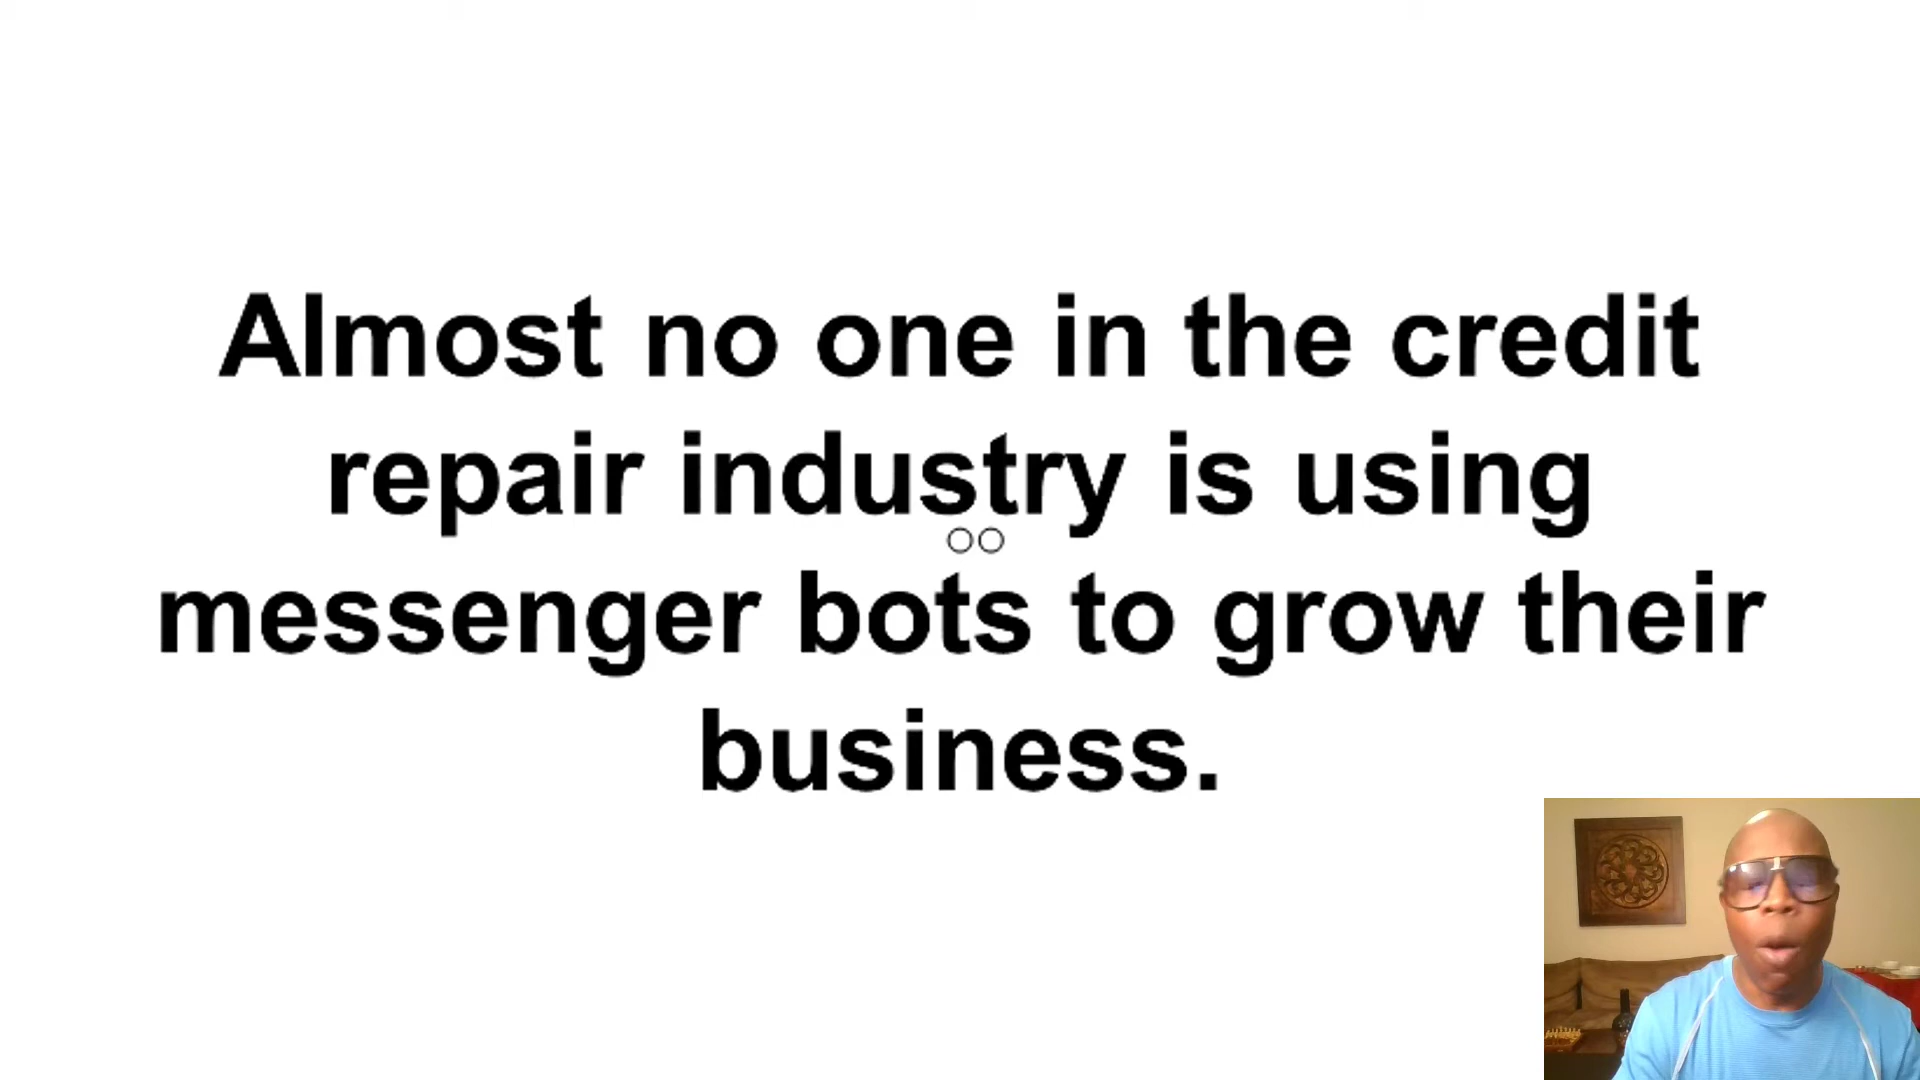 Almost no one in the credit
repair industry is using
messenger bots to grow their
business.